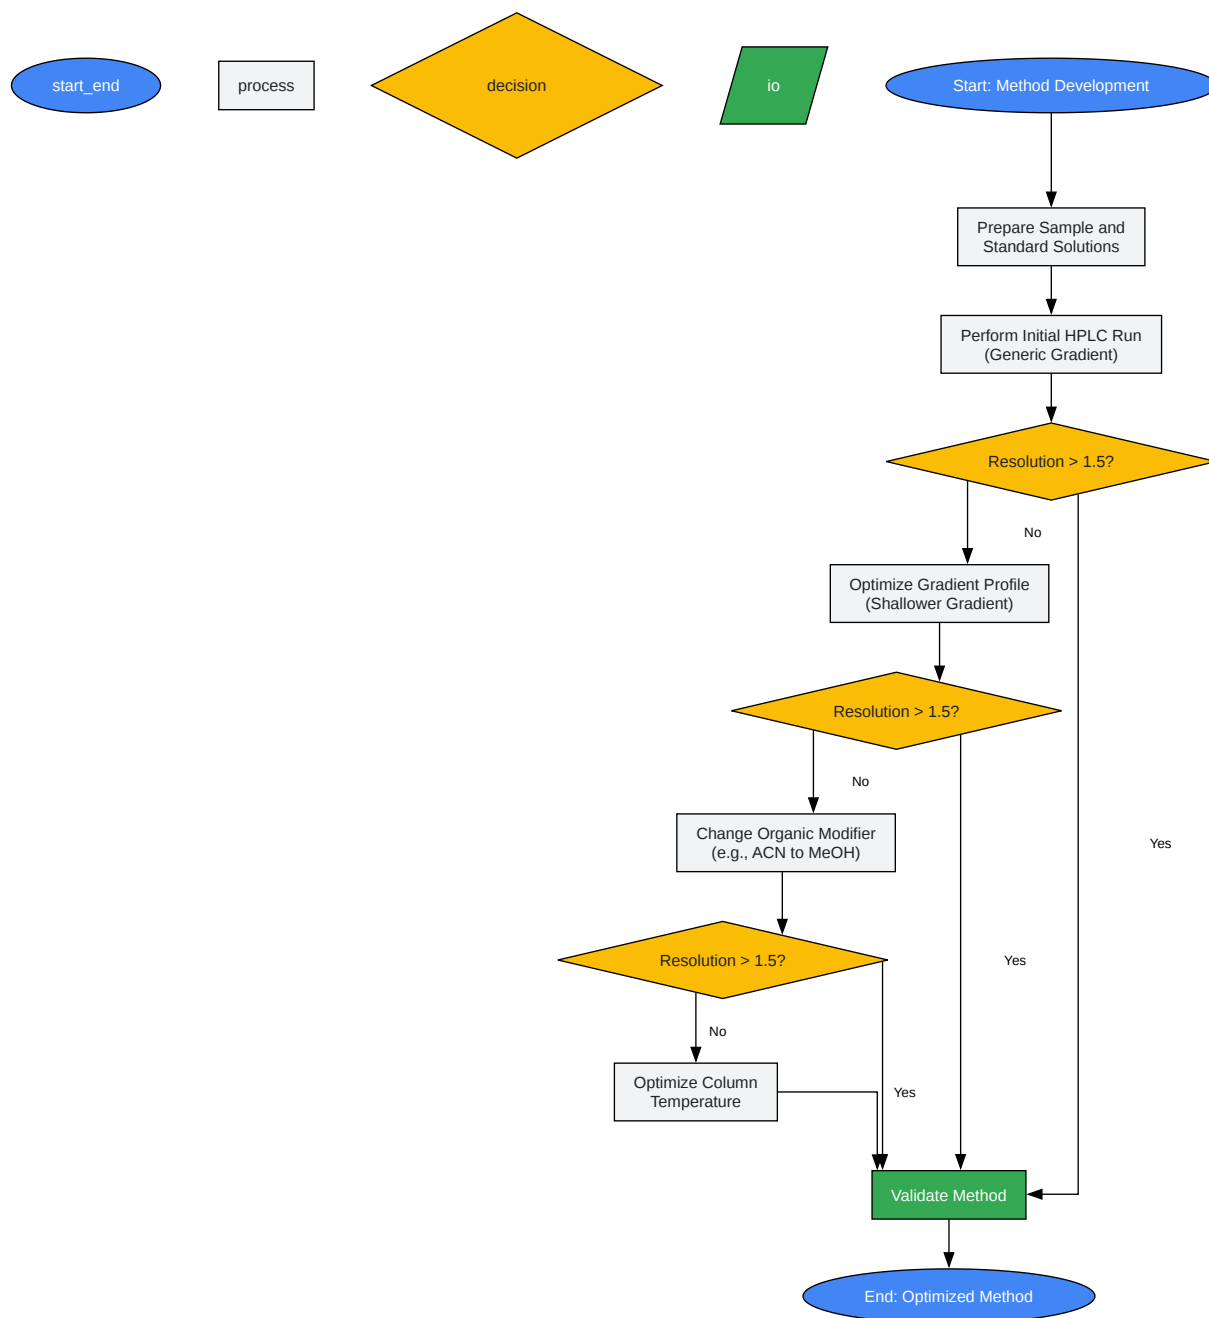 start_end
process
decision
io
Start: Method Development
Prepare Sample and
Standard Solutions
Perform Initial HPLC Run
(Generic Gradient)
Resolution > 1.5?
No
Optimize Gradient Profile
(Shallower Gradient)
Resolution > 1.5?
No
Change Organic Modifier
(e.g., ACN to MeOH)
Yes
Resolution > 1.5?
Yes
No
Optimize Column
Temperature
Yes
Validate Method
End: Optimized Method